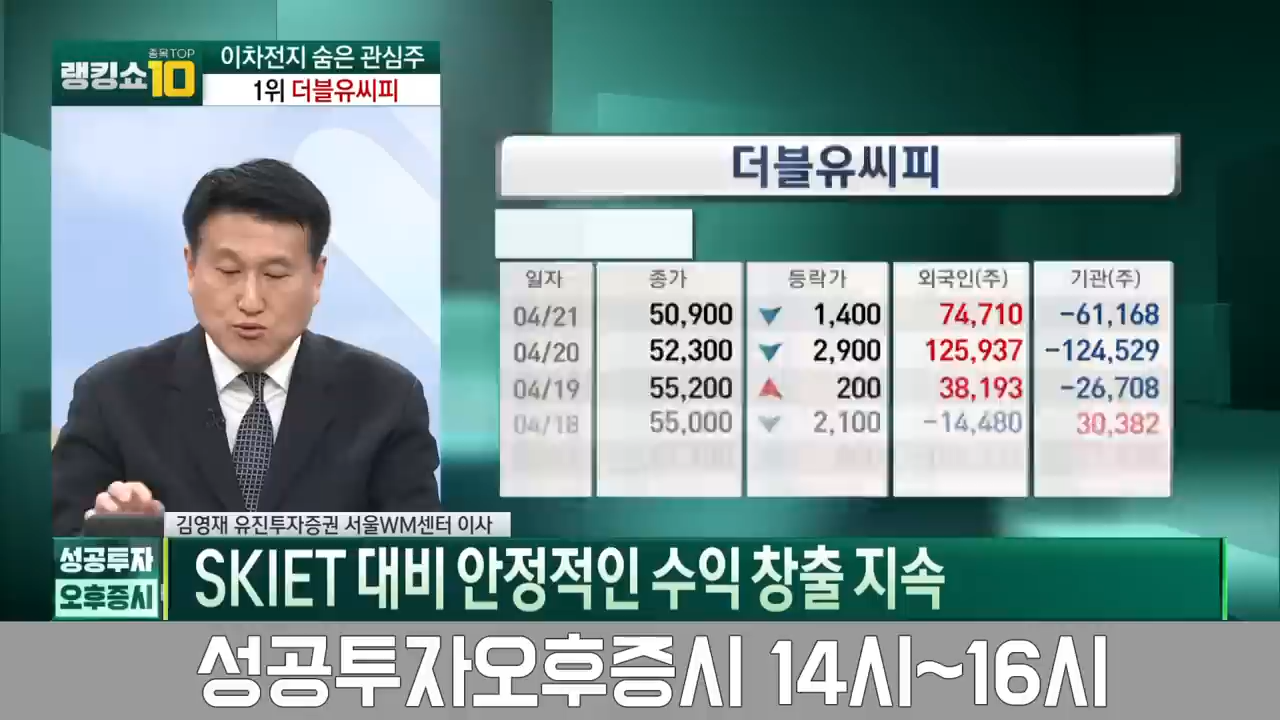 종목TOP
랭킹쇼10
이차전지 숨은 관심주
1위 더블유씨피
더블유씨피
일자 종가 등락가 외국인(주) 기관(주)
04/21 50,900 ▼ 1,400 74,710 -61,168
04/20 52,300 ▼ 2,900 125,937 -124,529
04/19 55,200 ▲ 200 38,193 -26,708
04/18 55,000 ▼ 2,100 -14,480 30,382
김영재 유진투자증권 서울WM센터 이사
성공투자
오후증시
SKIET 대비 안정적인 수익 창출 지속
성공투자오후증시 14시~16시